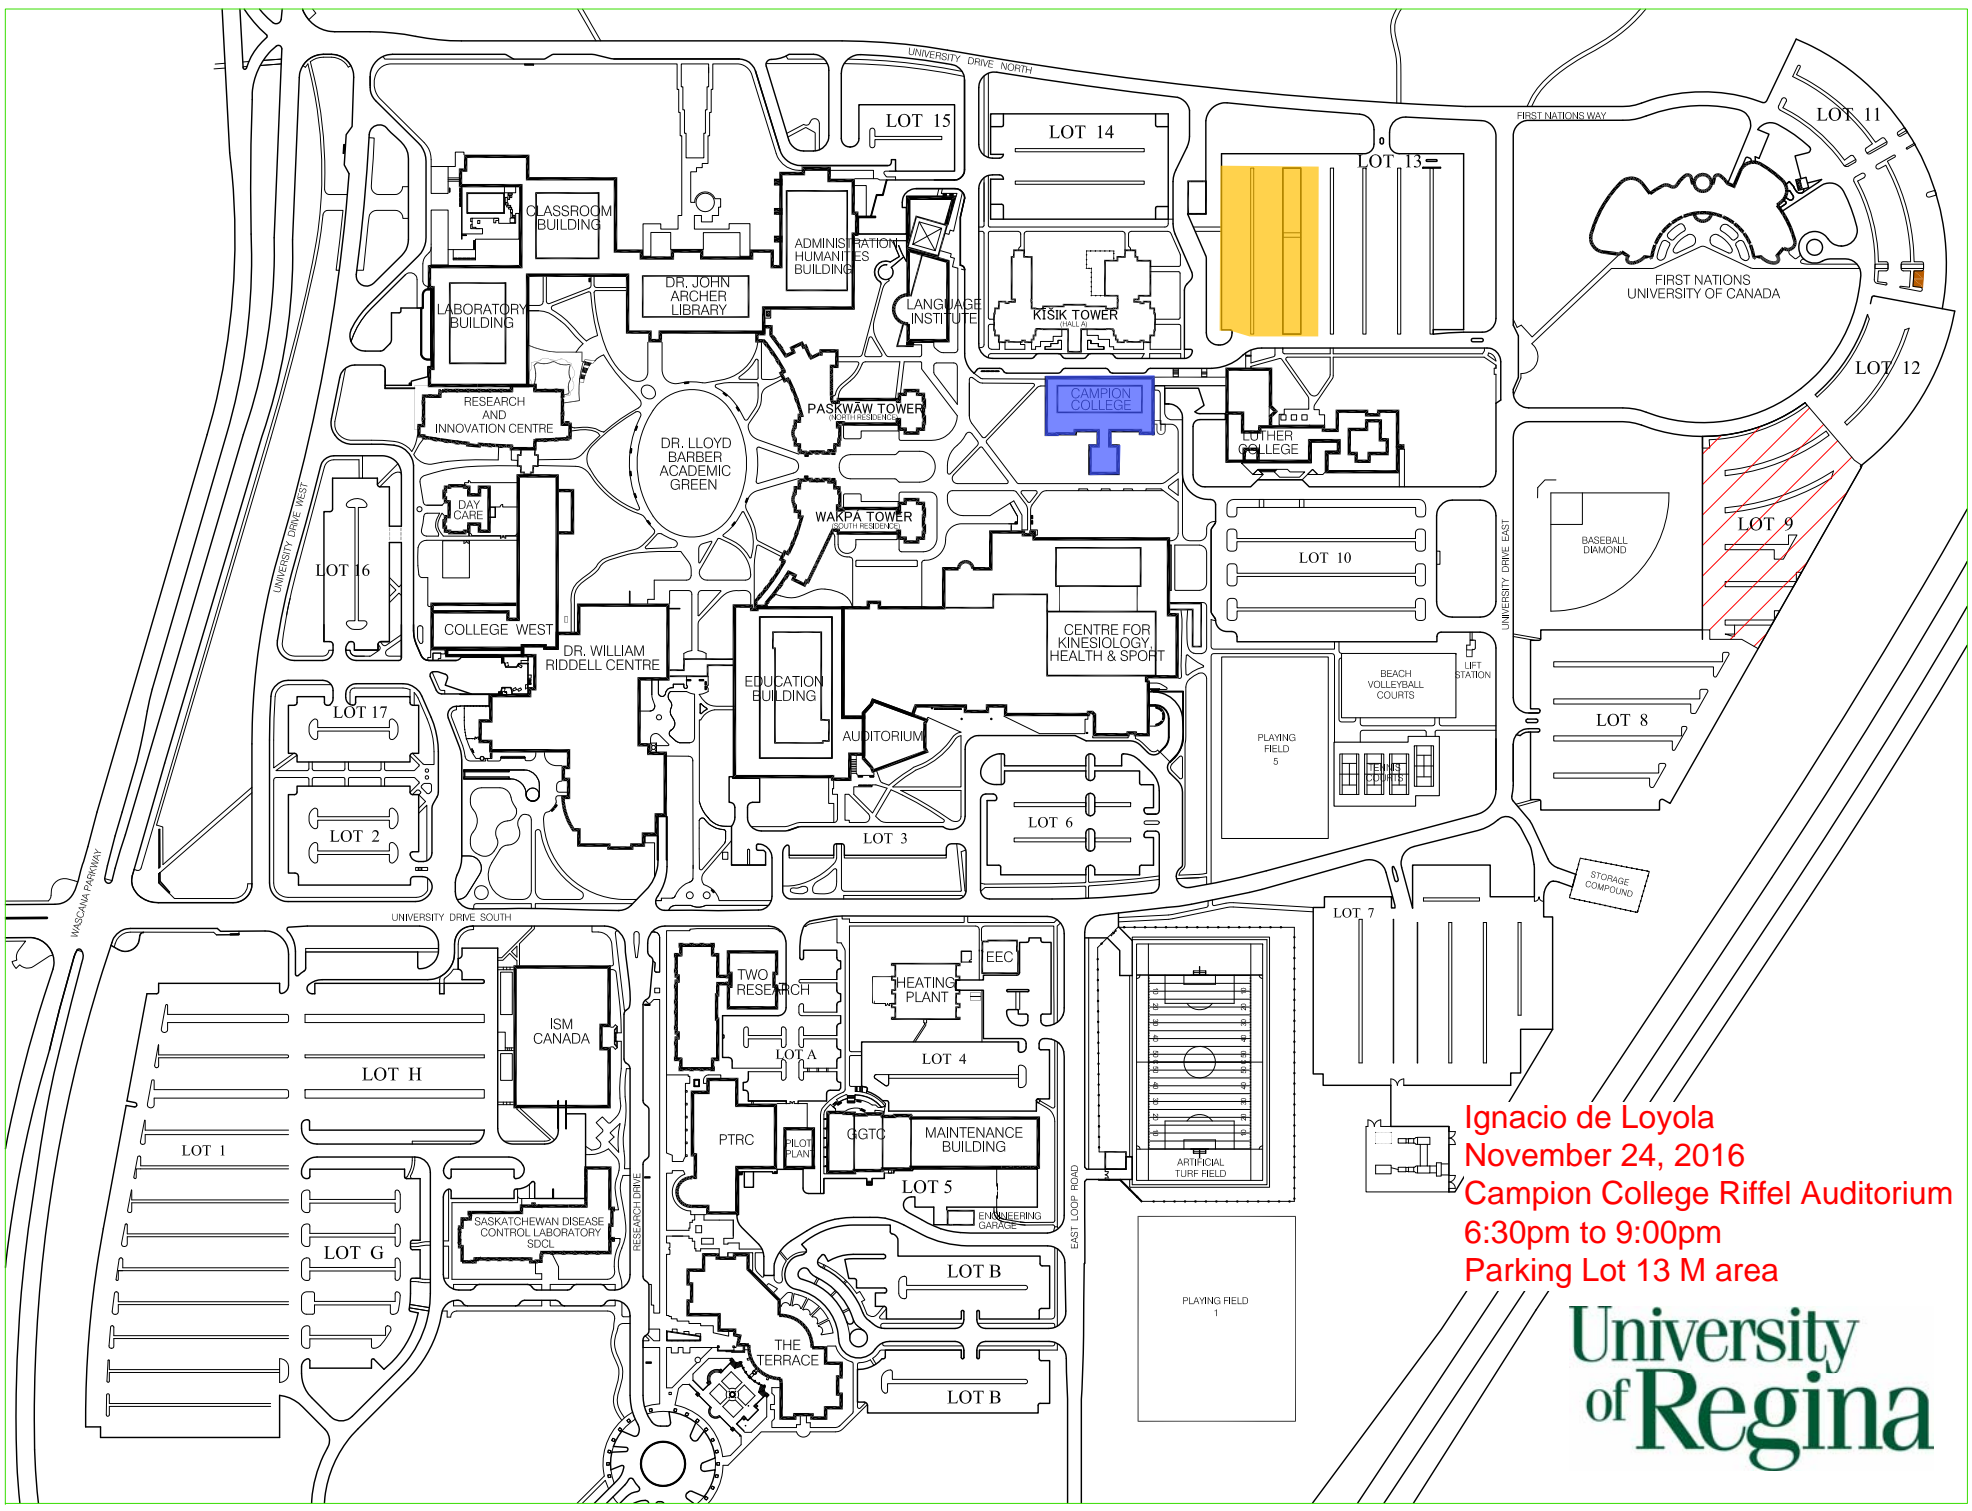 UNIVERSITY DRIVE NORTH
FIRST NATIONS WAY
LOT 11
LOT 15
LOT 14
LOT 13
CLASSROOM
BUILDING
ADMINISTRATION
HUMANITIES
BUILDING
DR. JOHN
ARCHER
LIBRARY
LANGUAGE
INSTITUTE
LABORATORY
BUILDING
KĪŠIK TOWER
(HALL A)
FIRST NATIONS
UNIVERSITY OF CANADA
LOT 12
RESEARCH
AND
INNOVATION CENTRE
PASKWĀW TOWER
(NORTH RESIDENCE)
CAMPION
COLLEGE
LUTHER
COLLEGE
DR. LLOYD
BARBER
ACADEMIC
GREEN
DAY
CARE
WAKPÁ TOWER
(SOUTH RESIDENCE)
UNIVERSITY DRIVE WEST
LOT 16
LOT 10
UNIVERSITY DRIVE EAST
BASEBALL
DIAMOND
LOT 9
COLLEGE WEST
DR. WILLIAM
RIDDELL CENTRE
CENTRE FOR
KINESIOLOGY,
HEALTH & SPORT
EDUCATION
BUILDING
AUDITORIUM
BEACH
VOLLEYBALL
COURTS
LIFT
STATION
LOT 17
LOT 8
PLAYING
FIELD
5
TENNIS
COURTS
LOT 2
LOT 3
LOT 6
WASCANA PARKWAY
STORAGE
COMPOUND
UNIVERSITY DRIVE SOUTH
LOT 7
TWO
RESEARCH
HEATING
PLANT
EEC
ISM
CANADA
LOT A
LOT 4
LOT H
LOT 1
PTRC
PILOT
PLANT
GGTC
MAINTENANCE
BUILDING
ARTIFICIAL
TURF FIELD
LOT 5
ENGINEERING
GARAGE
RESEARCH DRIVE
EAST LOOP ROAD
SASKATCHEWAN DISEASE
CONTROL LABORATORY
SDCL
LOT G
LOT B
PLAYING FIELD
1
THE
TERRACE
LOT B
Ignacio de Loyola
November 24, 2016
Campion College Riffel Auditorium
6:30pm to 9:00pm
Parking Lot 13 M area
University
of Regina